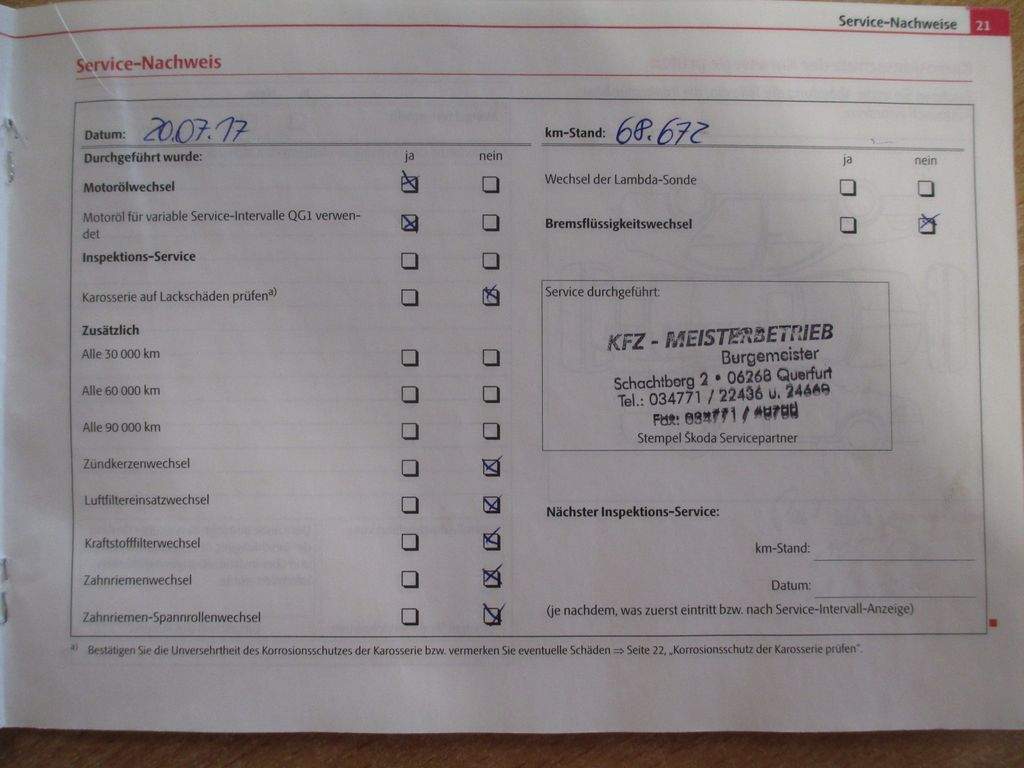 Service-Nachweise 21
Service-Nachweis
Datum: 20.07.17
Durchgeführt wurde: ja nein
Motorölwechsel
Motoröl für variable Service-Intervalle QG1 verwen-
det
Inspektions-Service
Karosserie auf Lackschäden prüfen a)
Zusätzlich
Alle 30 000 km
Alle 60 000 km
Alle 90 000 km
Zündkerzenwechsel
Luftfiltereinsatzwechsel
Kraftstofffilterwechsel
Zahnriemenwechsel
Zahnriemen-Spannrollenwechsel
km-Stand: 68.672
ja nein
Wechsel der Lambda-Sonde
Bremsflüssigkeitswechsel
Service durchgeführt:
KFZ - MEISTERBETRIEB
Burgemeister
Schachtberg 2 • 06268 Querfurt
Tel.: 034771 / 22436 u. 24669
Fax: 034771 /
Stempel Škoda Servicepartner
Nächster Inspektions-Service:
km-Stand:
Datum:
(je nachdem, was zuerst eintritt bzw. nach Service-Intervall-Anzeige)
a) Bestätigen Sie die Unversehrtheit des Korrosionsschutzes der Karosserie bzw. vermerken Sie eventuelle Schäden ⇒ Seite 22, „Korrosionsschutz der Karosserie prüfen“.